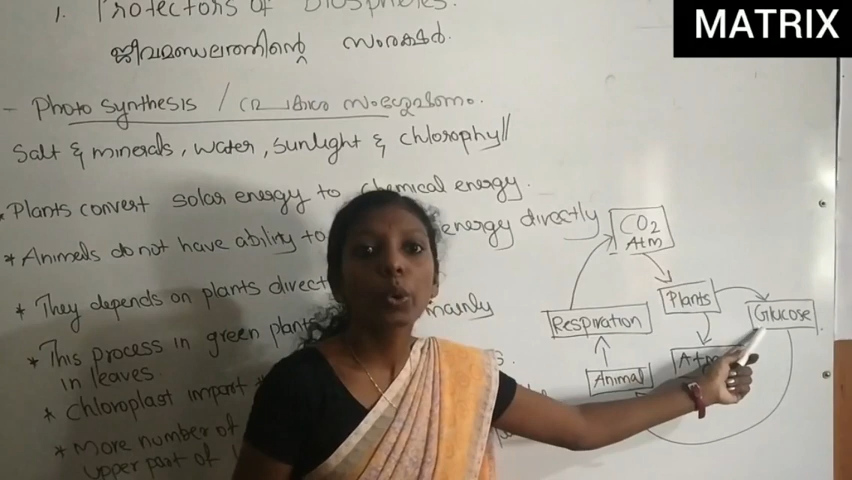 MATRIX
1. Protectors of Biospheres.
ജീവമണ്ഡലത്തിന്റെ സംരക്ഷകർ.
- Photo synthesis /
Salt & minerals, water, sunlight & chlorophyll
* Plants convert solar energy to chemical energy.
* Animals do not have ability to energy directly
* They depends on plants direct mainly
* This process in green plant
in leaves.
* Chloroplast import
* More number of
upper part of
CO2
Atm
Plants
Glucose
Respiration
Atm
Animal